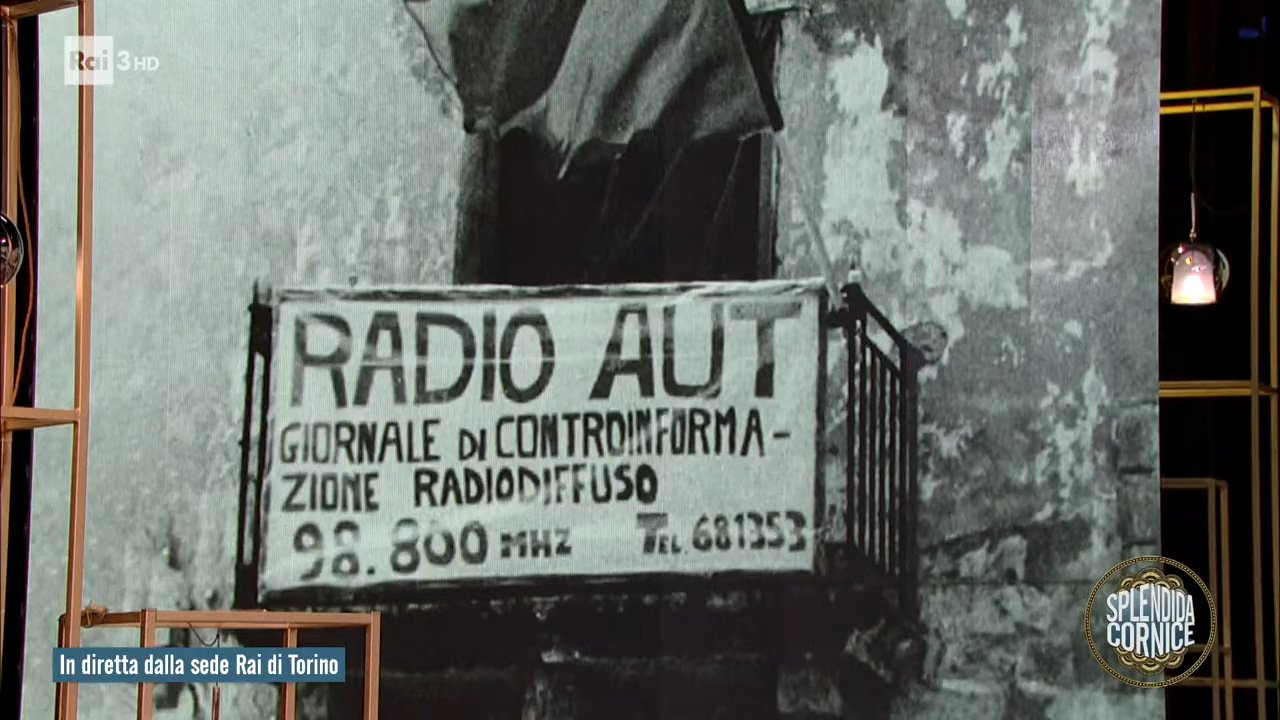 Rai 3 HD
RADIO AUT
GIORNALE DI CONTROINFORMA-
ZIONE RADIODIFFUSO
98.800 MHZ TEL. 681353
SPLENDIDA
CORNICE
In diretta dalla sede Rai di Torino